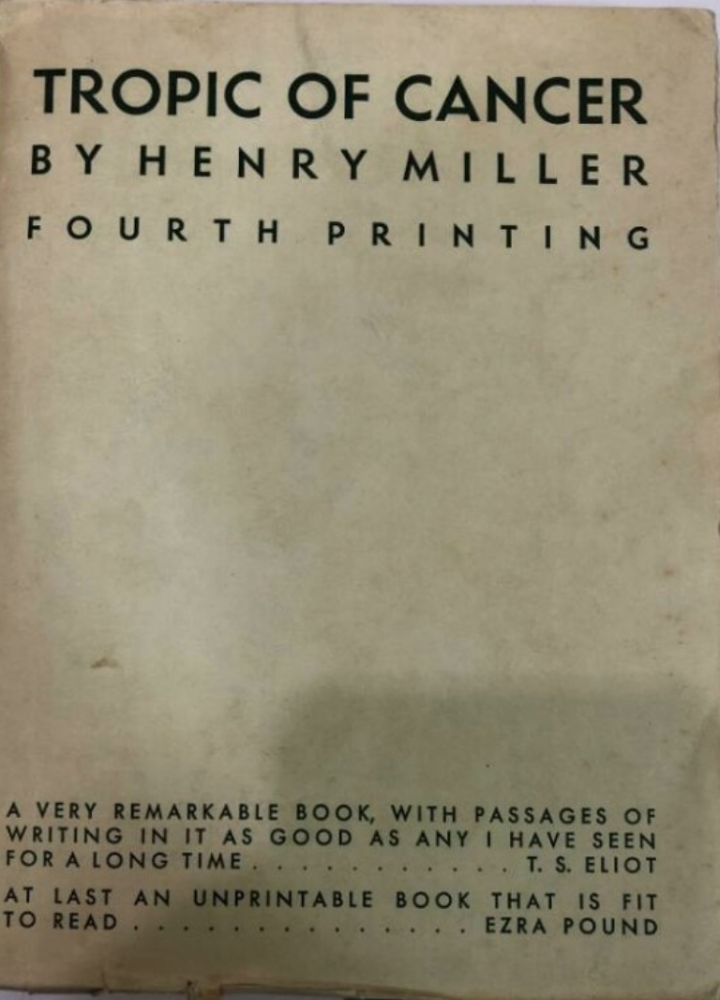 TROPIC OF CANCER
BY HENRY MILLER
FOURTH PRINTING
A VERY REMARKABLE BOOK, WITH PASSAGES OF
WRITING IN IT AS GOOD AS ANY I HAVE SEEN
FOR A LONG TIME . . . . . . . . . . . T. S. ELIOT
AT LAST AN UNPRINTABLE BOOK THAT IS FIT
TO READ . . . . . . . . . . . . . . EZRA POUND